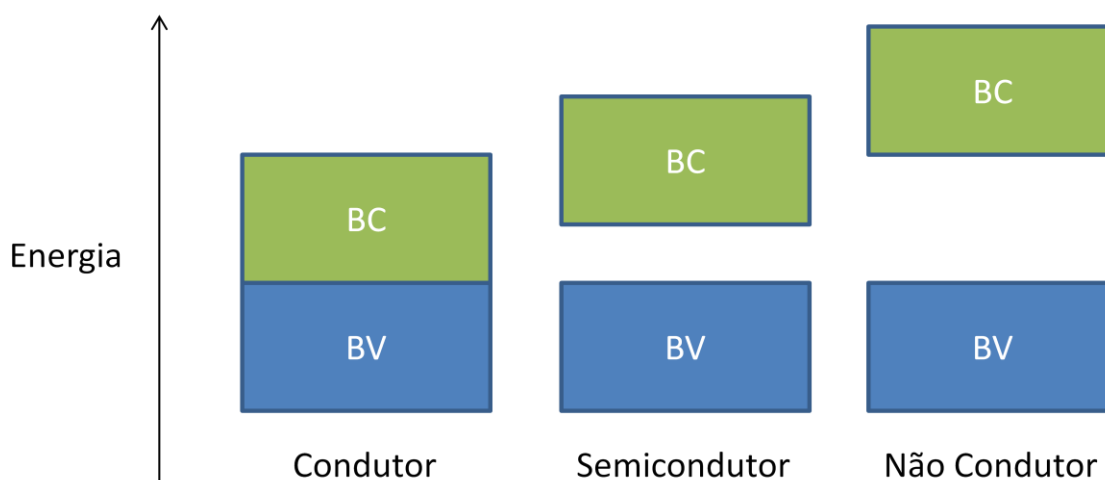 BC
BC
BC
Energia
BV
BV
BV
Condutor
Semicondutor
Não Condutor